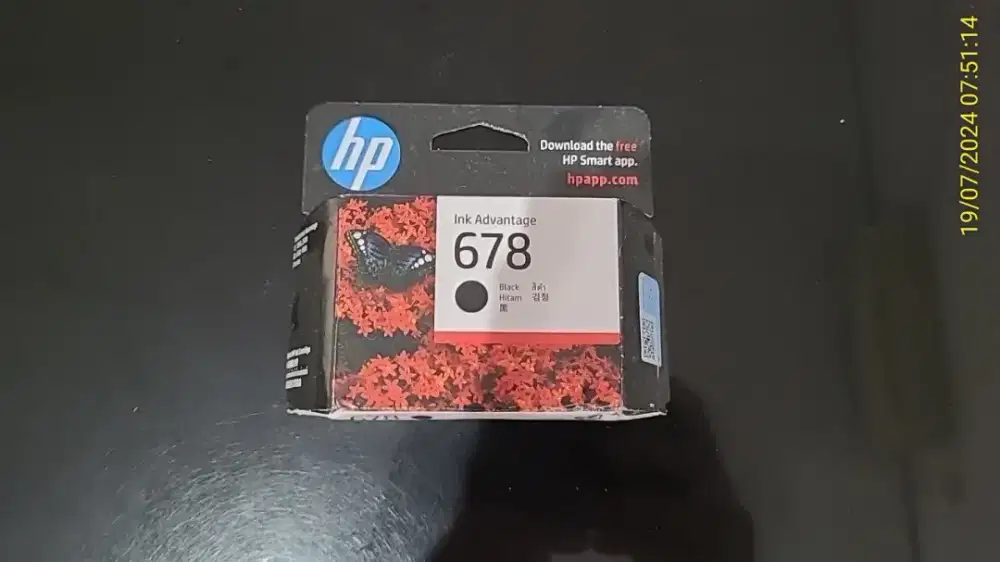 19/07/2024 07:51:14
hp
Download the free
HP Smart app.
hpapp.com
Ink Advantage
678
Black สีดำ
Hitam 검정
黑